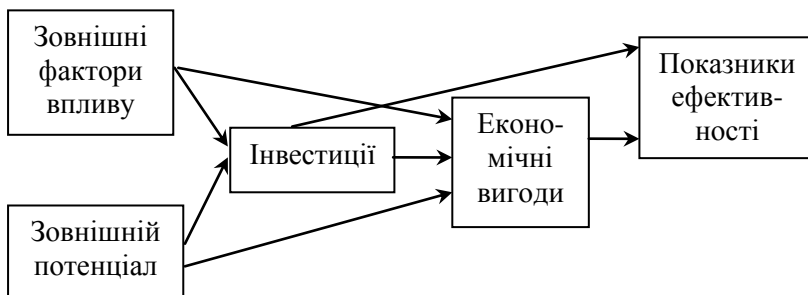 Зовнішні
фактори
впливу
Показники
ефектив-
ності
Інвестиції
Еконо-
мічні
вигоди
Зовнішній
потенціал